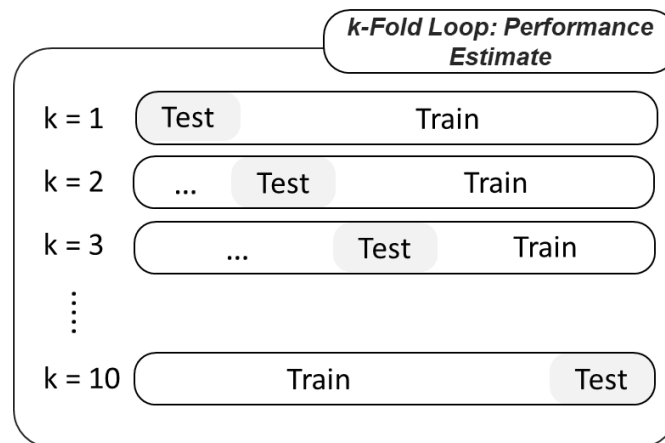 k-Fold Loop: Performance
Estimate
k = 1 Test Train
k = 2 ... Test Train
k = 3 ... Test Train
......
k = 10 Train Test